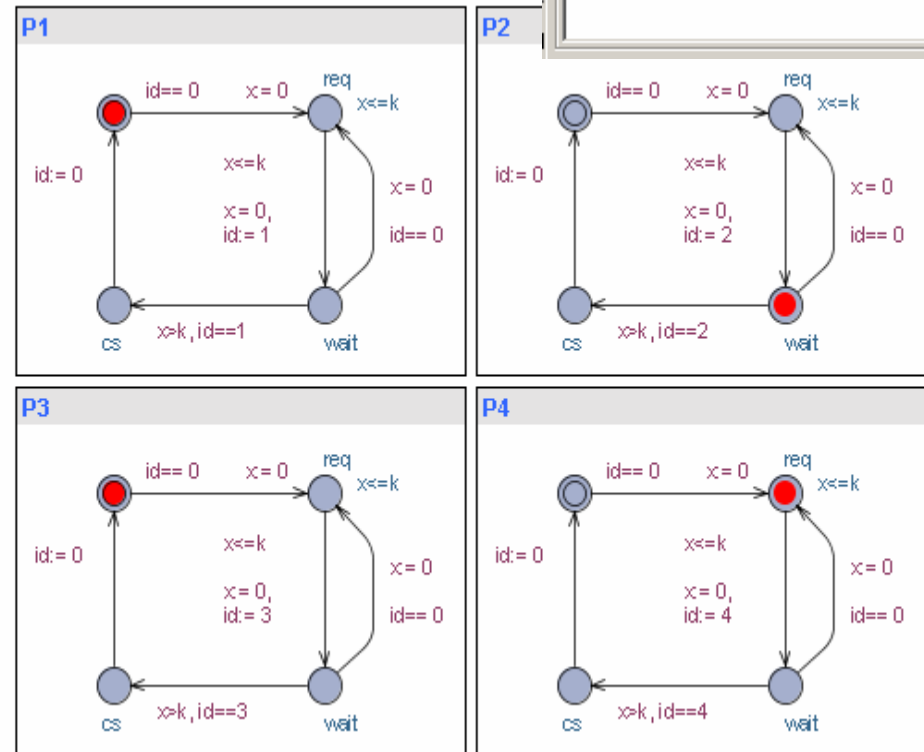 P1
id== 0 x:= 0 req
x<=k
id:= 0
x<=k
x:= 0
x:= 0,
id:= 1
id== 0
x>k,id==1
cs
wait
P2
id== 0 x:= 0 req
x<=k
id:= 0
x<=k
x:= 0
x:= 0,
id:= 2
id== 0
x>k,id==2
cs
wait
P3
id== 0 x:= 0 req
x<=k
id:= 0
x<=k
x:= 0
x:= 0,
id:= 3
id== 0
x>k,id==3
cs
wait
P4
id== 0 x:= 0 req
x<=k
id:= 0
x<=k
x:= 0
x:= 0,
id:= 4
id== 0
x>k,id==4
cs
wait